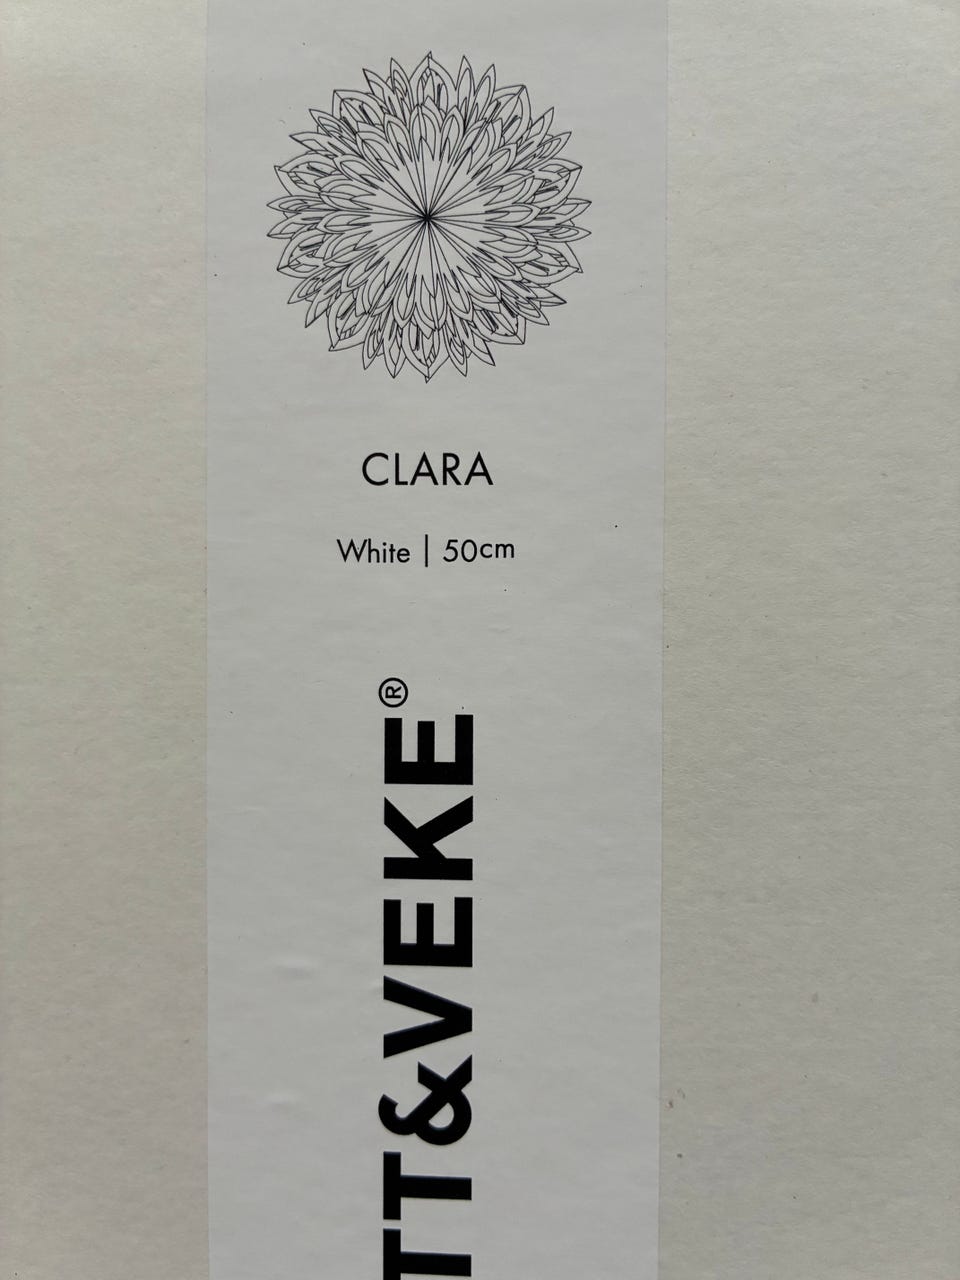 CLARA
White | 50cm
TT&VEKE®